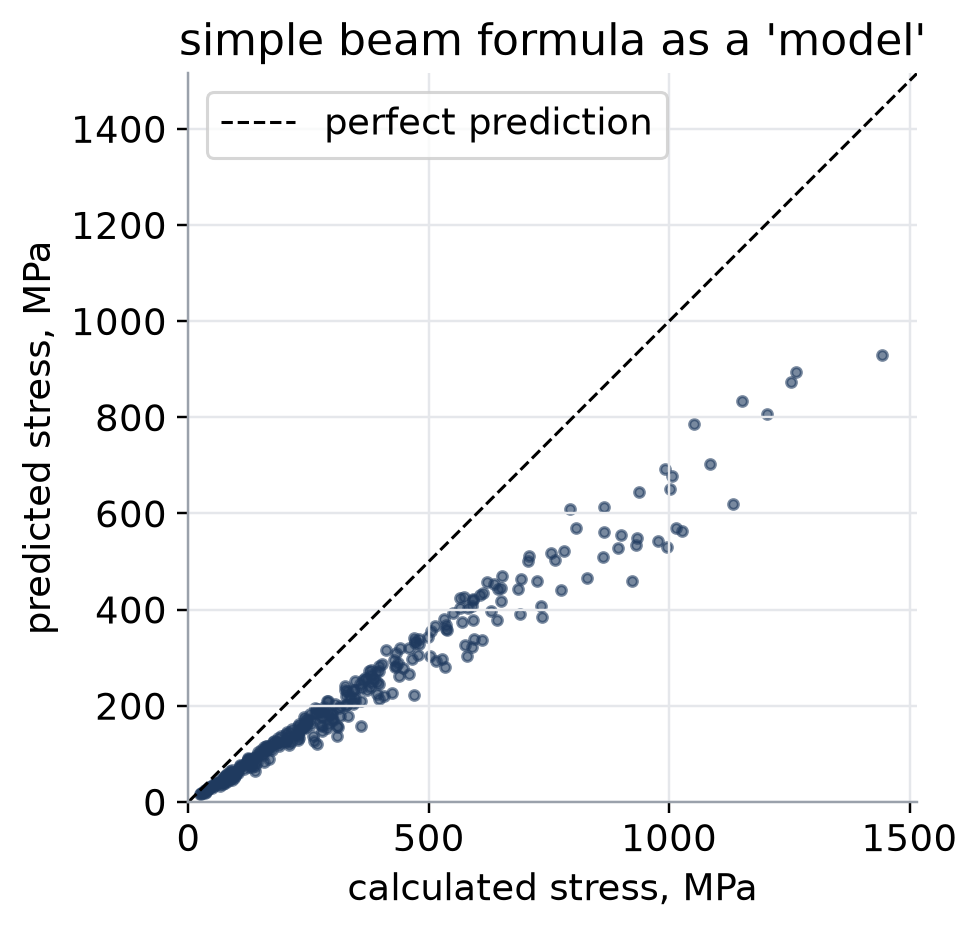 simple beam formula as a 'model'
perfect prediction
1400
1200
1000
800
600
400
200
0
predicted stress, MPa
0 500 1000 1500
calculated stress, MPa